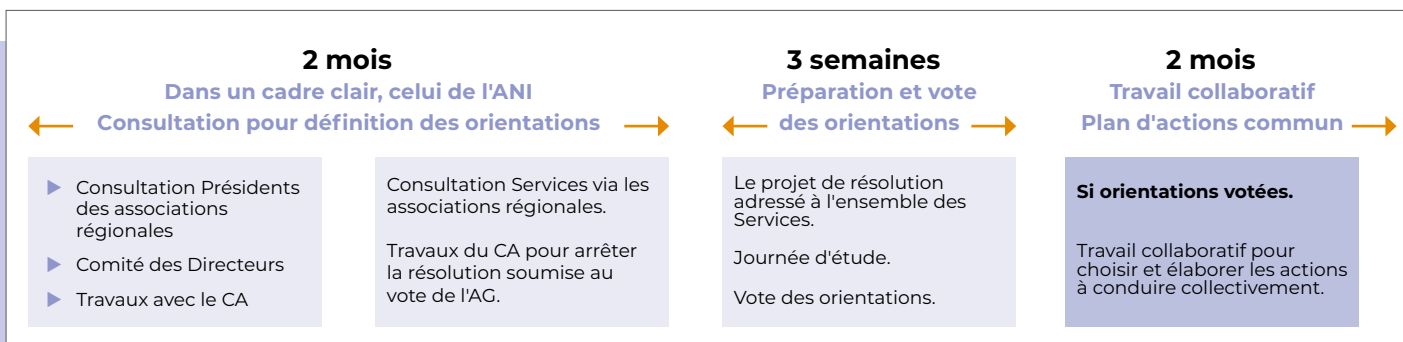 2 mois
Dans un cadre clair, celui de l'ANI
Consultation pour définition des orientations
Consultation Présidents
des associations
régionales
Comité des Directeurs
Travaux avec le CA
Consultation Services via les
associations régionales.
Travaux du CA pour arrêter
la résolution soumise au
vote de l'AG.
3 semaines
Préparation et vote
des orientations
Le projet de résolution
adressé à l'ensemble des
Services.
Journée d'étude.
Vote des orientations.
2 mois
Travail collaboratif
Plan d'actions commun
Si orientations votées.
Travail collaboratif pour
choisir et élaborer les actions
à conduire collectivement.